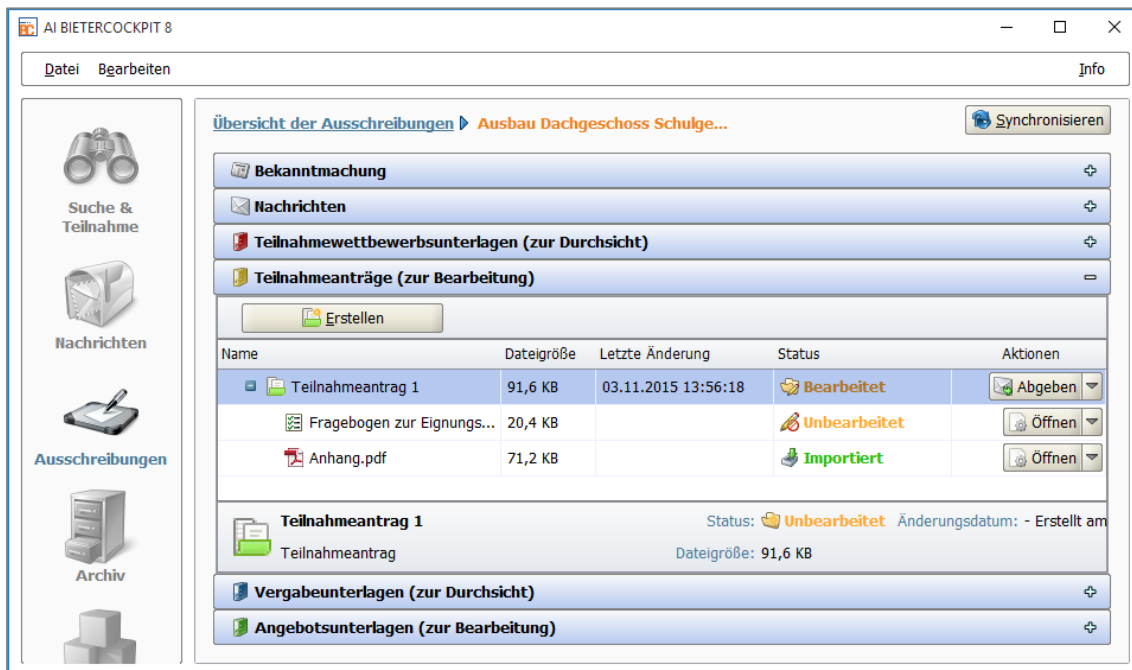 AI BIETERCOCKPIT 8
Datei Bearbeiten Info
Übersicht der Ausschreibungen Ausbau Dachgeschoss Schulge... Synchronisieren
Suche &
Teilnahme
Nachrichten
Ausschreibungen
Archiv
Bekanntmachung
Nachrichten
Teilnahmewettbewerbsunterlagen (zur Durchsicht)
Teilnahmeanträge (zur Bearbeitung)
Erstellen
Name Dateigröße Letzte Änderung Status Aktionen
Teilnahmeantrag 1 91,6 KB 03.11.2015 13:56:18 Bearbeitet Abgeben
Fragebogen zur Eignungs... 20,4 KB Unbearbeitet Öffnen
Anhang.pdf 71,2 KB Importiert Öffnen
Teilnahmeantrag 1 Status: Unbearbeitet Änderungsdatum: - Erstellt am
Teilnahmeantrag Dateigröße: 91,6 KB
Vergabeunterlagen (zur Durchsicht)
Angebotsunterlagen (zur Bearbeitung)